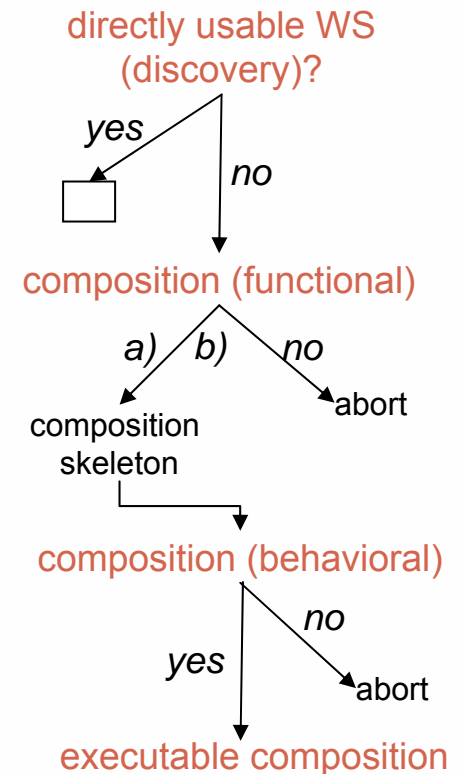 directly usable WS
(discovery)?
yes
no
composition (functional)
a)
b)
no
abort
composition
skeleton
composition (behavioral)
no
yes
abort
executable composition